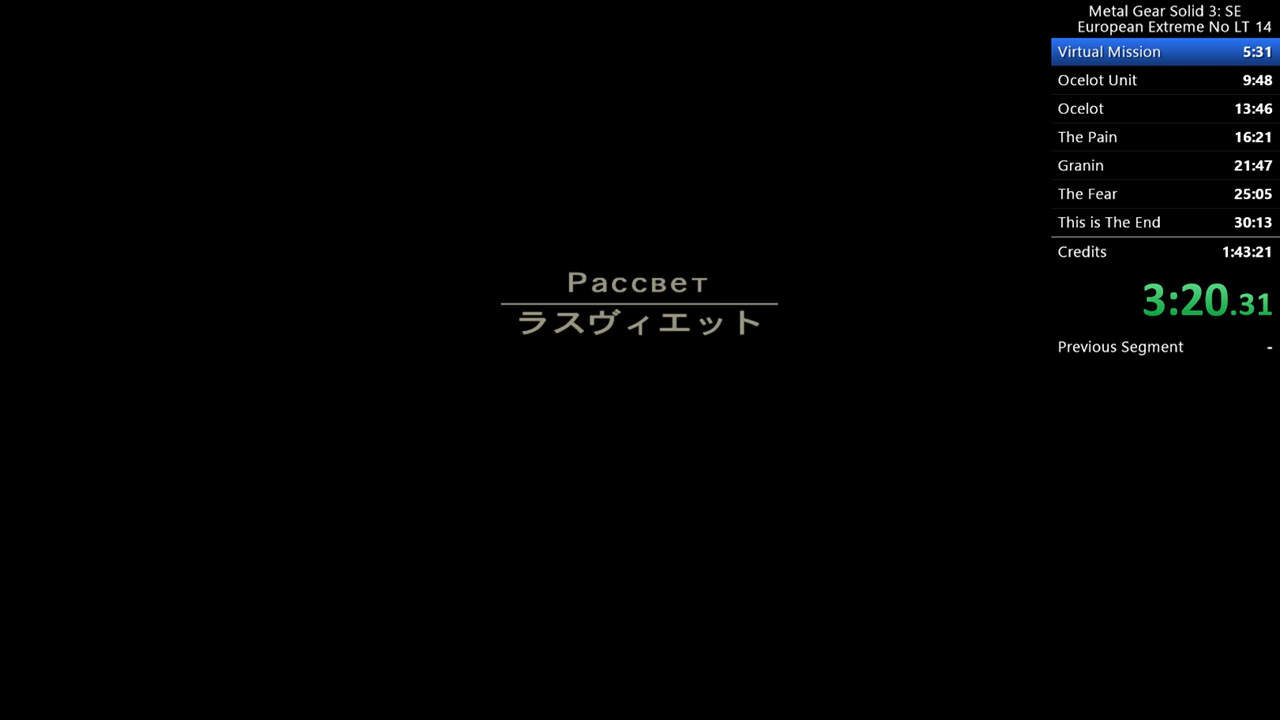 Metal Gear Solid 3: SE
European Extreme No LT 14
Virtual Mission 5:31
Ocelot Unit 9:48
Ocelot 13:46
The Pain 16:21
Granin 21:47
The Fear 25:05
This is The End 30:13
Credits 1:43:21
3:20.31
Previous Segment -
Рассвет
ラスヴィエット